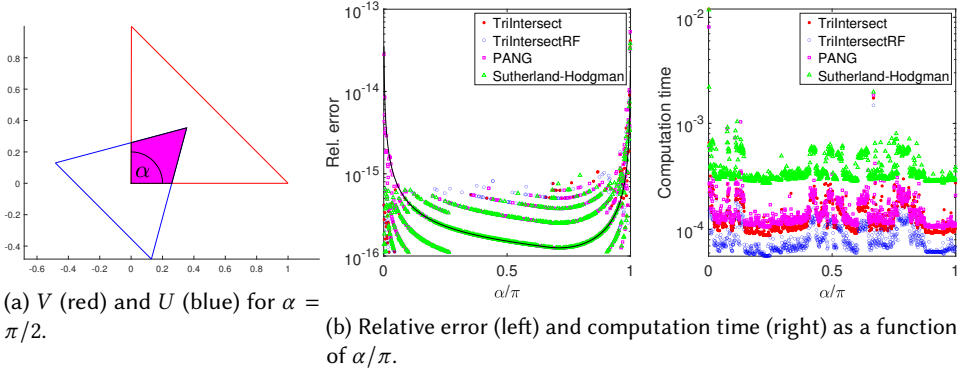 0.8
0.6
0.4
0.2
0
-0.2
-0.4
-0.6 -0.4 -0.2 0 0.2 0.4 0.6 0.8 1
α
(a) V (red) and U (blue) for α =
π/2.
10^-13
10^-14
10^-15
10^-16
Rel. error
TriIntersect
TriIntersectRF
PANG
Sutherland-Hodgman
0 0.5 1
α/π
10^-2
10^-3
10^-4
Computation time
TriIntersect
TriIntersectRF
PANG
Sutherland-Hodgman
0 0.5 1
α/π
(b) Relative error (left) and computation time (right) as a function
of α/π.